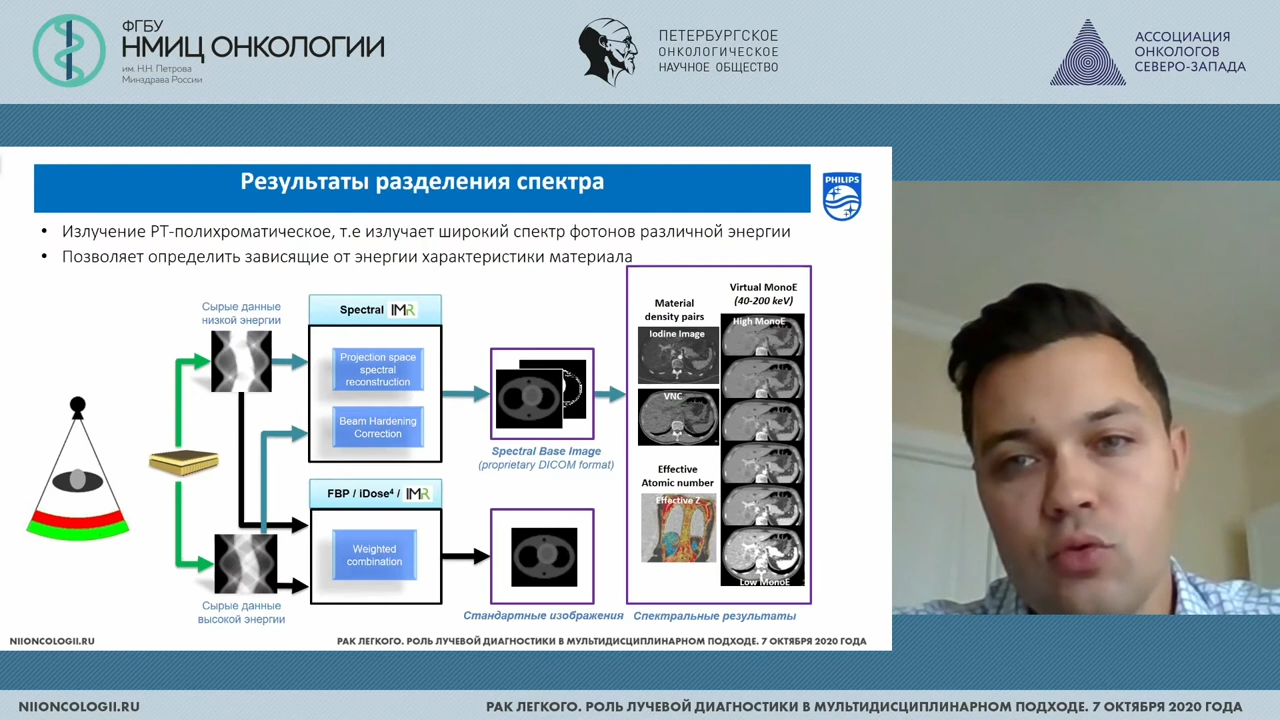 ФГБУ
НМИЦ ОНКОЛОГИИ
им. Н.Н. Петрова
Минздрава России
ПЕТЕРБУРГСКОЕ
ОНКОЛОГИЧЕСКОЕ
НАУЧНОЕ ОБЩЕСТВО
АССОЦИАЦИЯ
ОНКОЛОГОВ
СЕВЕРО-ЗАПАДА
Результаты разделения спектра
PHILIPS
• Излучение РТ-полихроматическое, т.е излучает широкий спектр фотонов различной энергии
• Позволяет определить зависящие от энергии характеристики материала
Сырые данные
низкой энергии
Spectral IMR
Projection space
spectral
reconstruction
Beam Hardening
Correction
FBP / iDose⁴ / IMR
Weighted
combination
Сырые данные
высокой энергии
Spectral Base Image
(proprietary DICOM format)
Стандартные изображения
Material
density pairs
Iodine Image
VNC
Effective
Atomic number
Effective Z
Virtual MonoE
(40-200 keV)
High MonoE
Low MonoE
Спектральные результаты
NIIONCOLOGII.RU
РАК ЛЕГКОГО. РОЛЬ ЛУЧЕВОЙ ДИАГНОСТИКИ В МУЛЬТИДИСЦИПЛИНАРНОМ ПОДХОДЕ. 7 ОКТЯБРЯ 2020 ГОДА
NIIONCOLOGII.RU
РАК ЛЕГКОГО. РОЛЬ ЛУЧЕВОЙ ДИАГНОСТИКИ В МУЛЬТИДИСЦИПЛИНАРНОМ ПОДХОДЕ. 7 ОКТЯБРЯ 2020 ГОДА